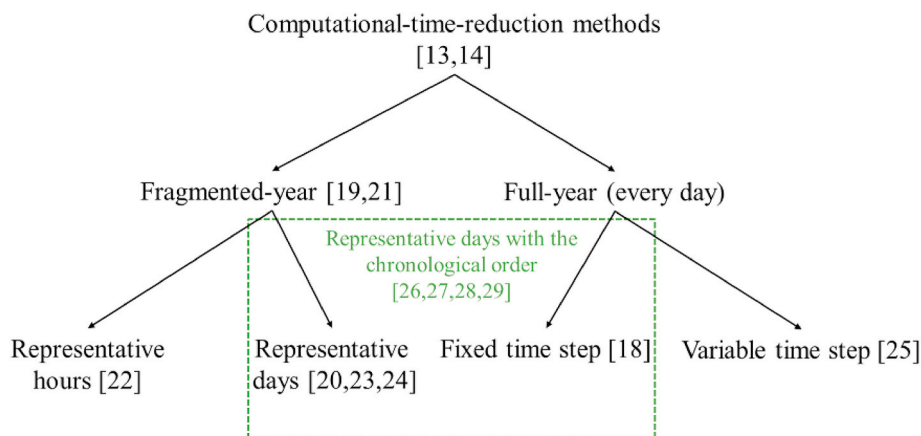 Computational-time-reduction methods
[13,14]
Fragmented-year [19,21]
Full-year (every day)
Representative days with the
chronological order
[26,27,28,29]
Representative
hours [22]
Representative
days [20,23,24]
Fixed time step [18]
Variable time step [25]